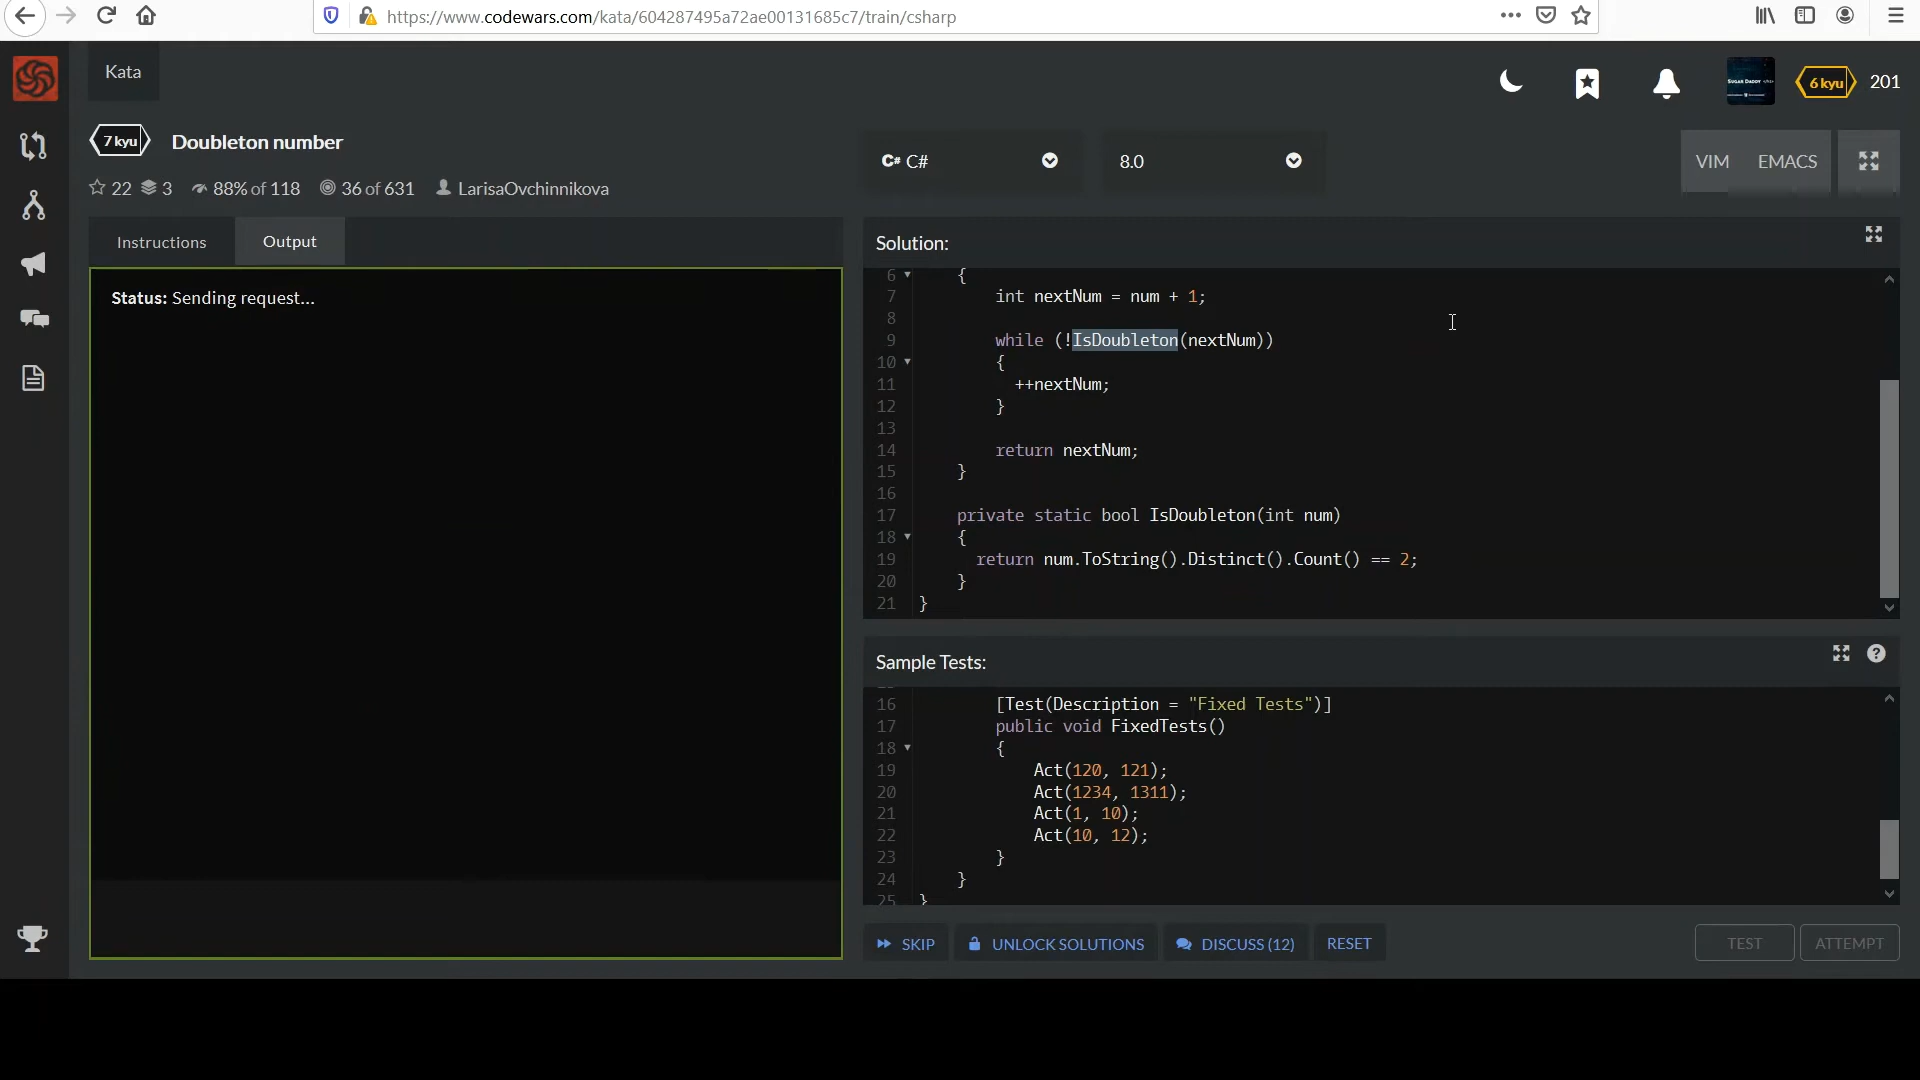 https://www.codewars.com/kata/604287495a72ae00131685c7/train/csharp
Kata
6 kyu 201
7 kyu Doubleton number
22 3 88% of 118 36 of 631 LarisaOvchinnikova
C# C#
8.0
VIM EMACS
Instructions Output
Status: Sending request...
Solution:
6 {
7 int nextNum = num + 1;
8
9 while (!IsDoubleton(nextNum))
10 {
11 ++nextNum;
12 }
13
14 return nextNum;
15 }
16
17 private static bool IsDoubleton(int num)
18 {
19 return num.ToString().Distinct().Count() == 2;
20 }
21 }
Sample Tests:
16 [Test(Description = "Fixed Tests")]
17 public void FixedTests()
18 {
19 Act(120, 121);
20 Act(1234, 1311);
21 Act(1, 10);
22 Act(10, 12);
23 }
24 }
25 }
SKIP UNLOCK SOLUTIONS DISCUSS (12) RESET
TEST ATTEMPT